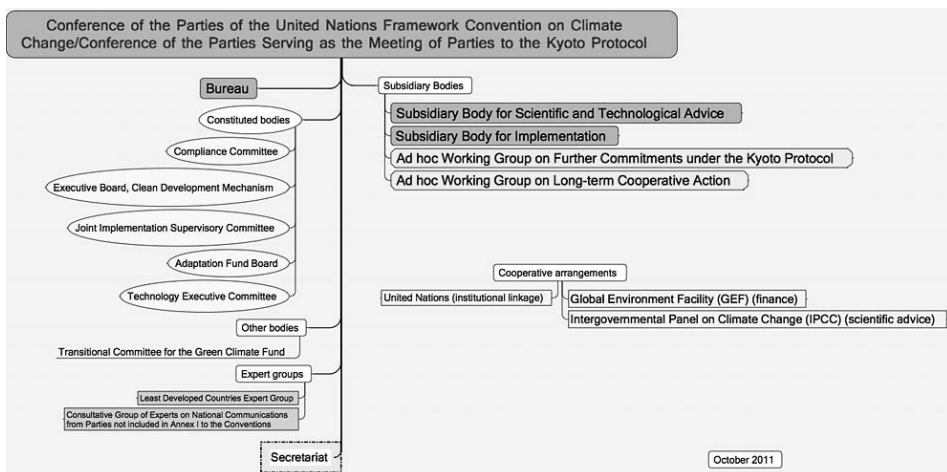 Conference of the Parties of the United Nations Framework Convention on Climate
Change/Conference of the Parties Serving as the Meeting of Parties to the Kyoto Protocol
Bureau
Constituted bodies
Compliance Committee
Executive Board, Clean Development Mechanism
Joint Implementation Supervisory Committee
Adaptation Fund Board
Technology Executive Committee
Other bodies
Transitional Committee for the Green Climate Fund
Expert groups
Least Developed Countries Expert Group
Consultative Group of Experts on National Communications
from Parties not included in Annex I to the Conventions
Secretariat
Subsidiary Bodies
Subsidiary Body for Scientific and Technological Advice
Subsidiary Body for Implementation
Ad hoc Working Group on Further Commitments under the Kyoto Protocol
Ad hoc Working Group on Long-term Cooperative Action
Cooperative arrangements
United Nations (institutional linkage)
Global Environment Facility (GEF) (finance)
Intergovernmental Panel on Climate Change (IPCC) (scientific advice)
October 2011